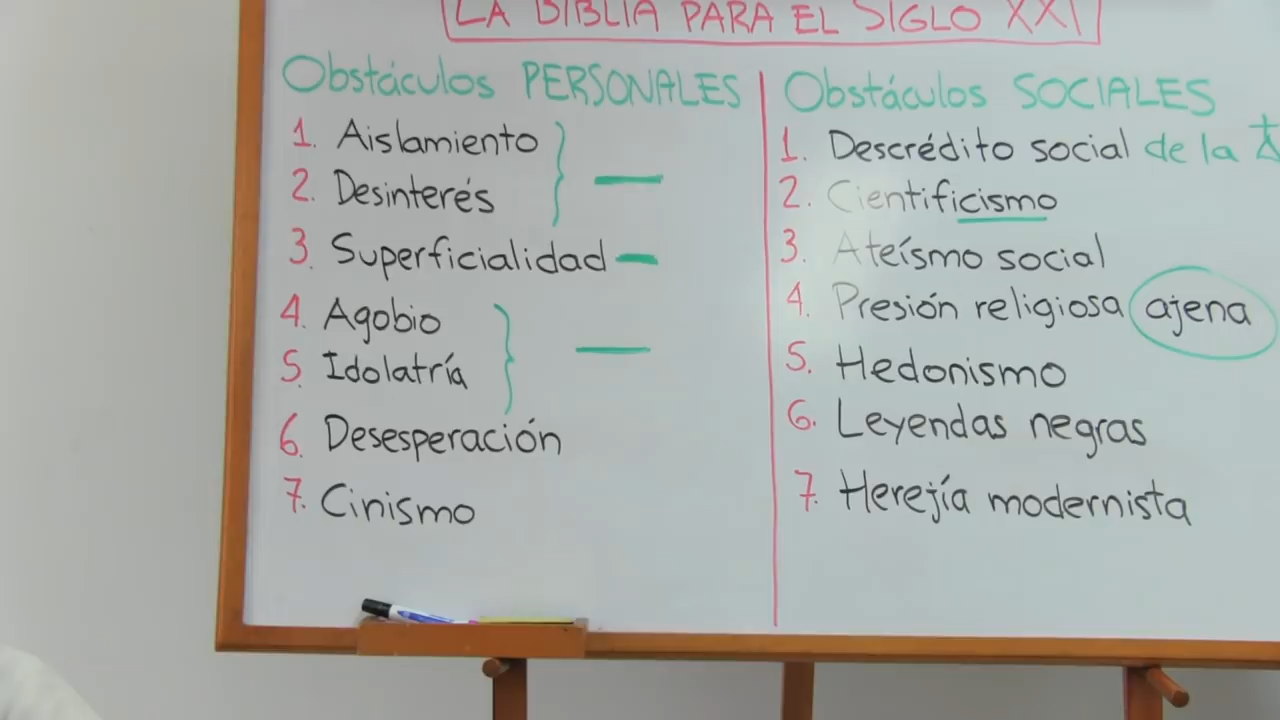 LA BIBLIA PARA EL SIGLO XXI
Obstáculos PERSONALES
1. Aislamiento
2. Desinterés
3. Superficialidad
4. Agobio
5. Idolatría
6. Desesperación
7. Cinismo
Obstáculos SOCIALES
1. Descrédito social de la
2. Cientificismo
3. Ateísmo social
4. Presión religiosa ajena
5. Hedonismo
6. Leyendas negras
7. Herejía modernista